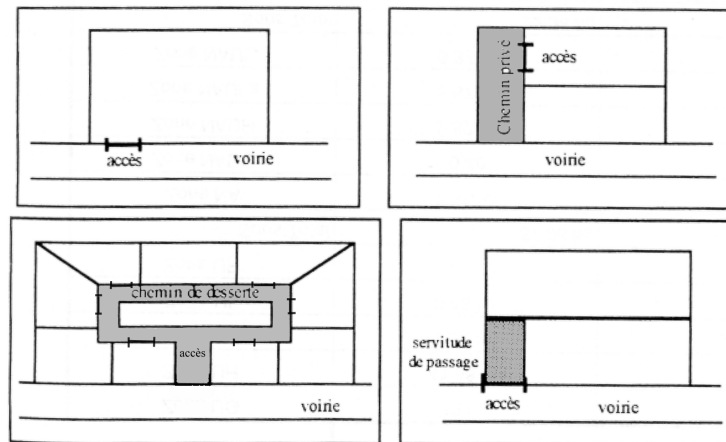 accès
voirie
Chemin privé
accès
voirie
chemin de desserte
accès
voirie
servitude
de passage
accès
voirie